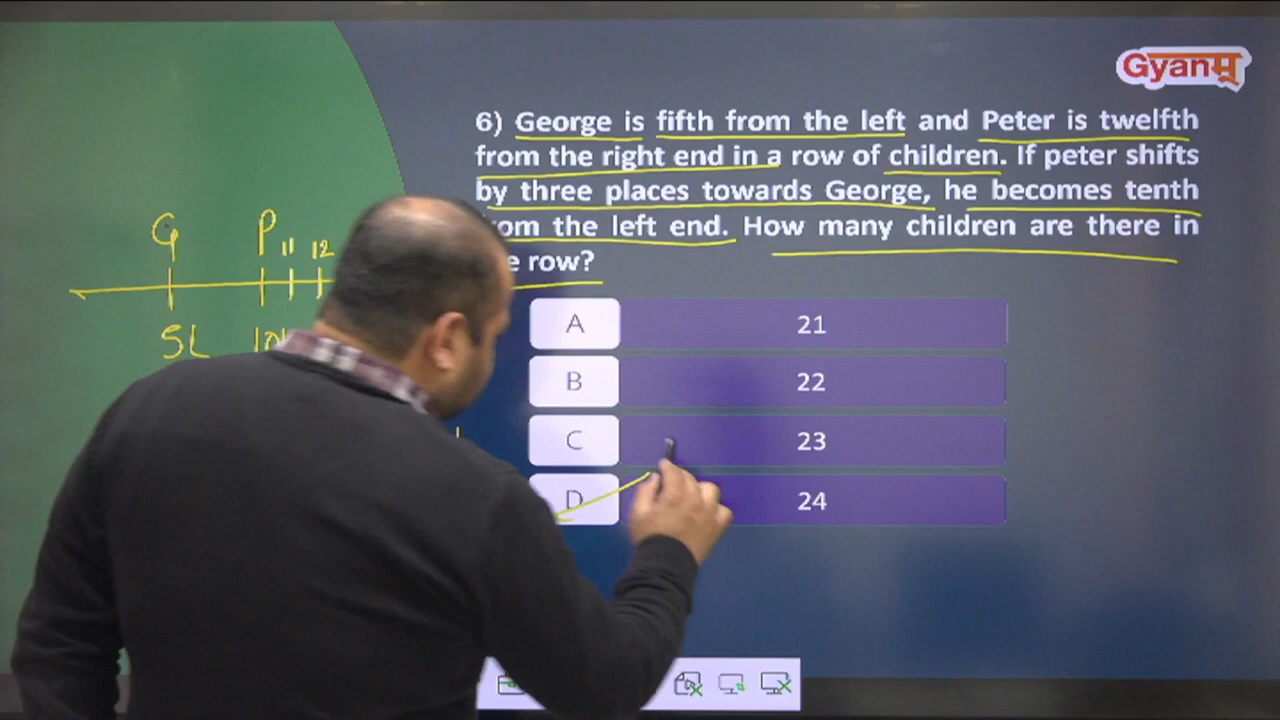 Gyanम्
6) George is fifth from the left and Peter is twelfth
from the right end in a row of children. If peter shifts
by three places towards George, he becomes tenth
from the left end. How many children are there in
row?
G P 11 12
5L
A 21
B 22
C 23
D 24